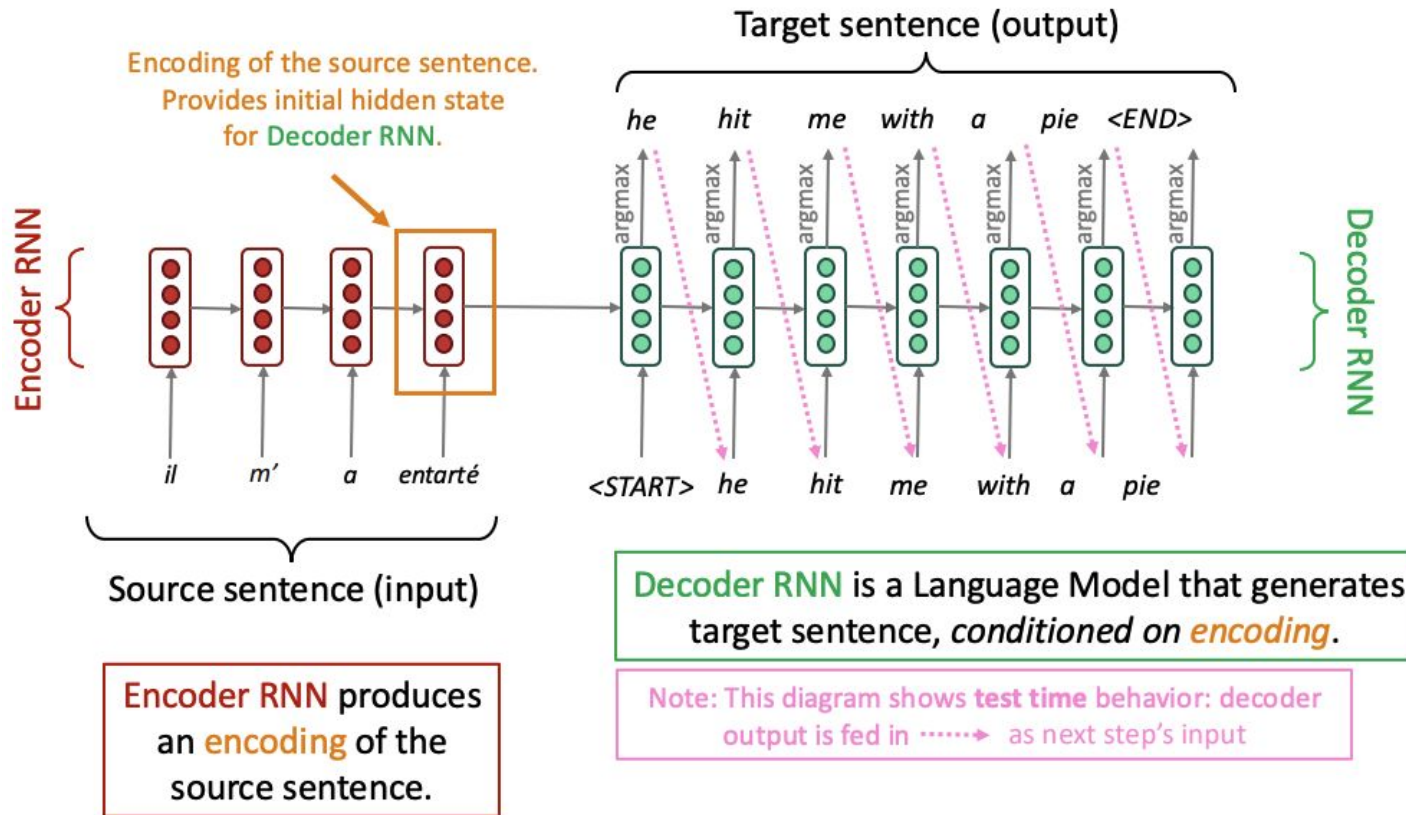 Target sentence (output)
Encoding of the source sentence.
Provides initial hidden state
for Decoder RNN.
he hit me with a pie <END>
argmax argmax argmax argmax argmax argmax argmax
Encoder RNN
Decoder RNN
il m' a entarté
<START> he hit me with a pie
Source sentence (input)
Encoder RNN produces
an encoding of the
source sentence.
Decoder RNN is a Language Model that generates
target sentence, conditioned on encoding.
Note: This diagram shows test time behavior: decoder
output is fed in as next step's input